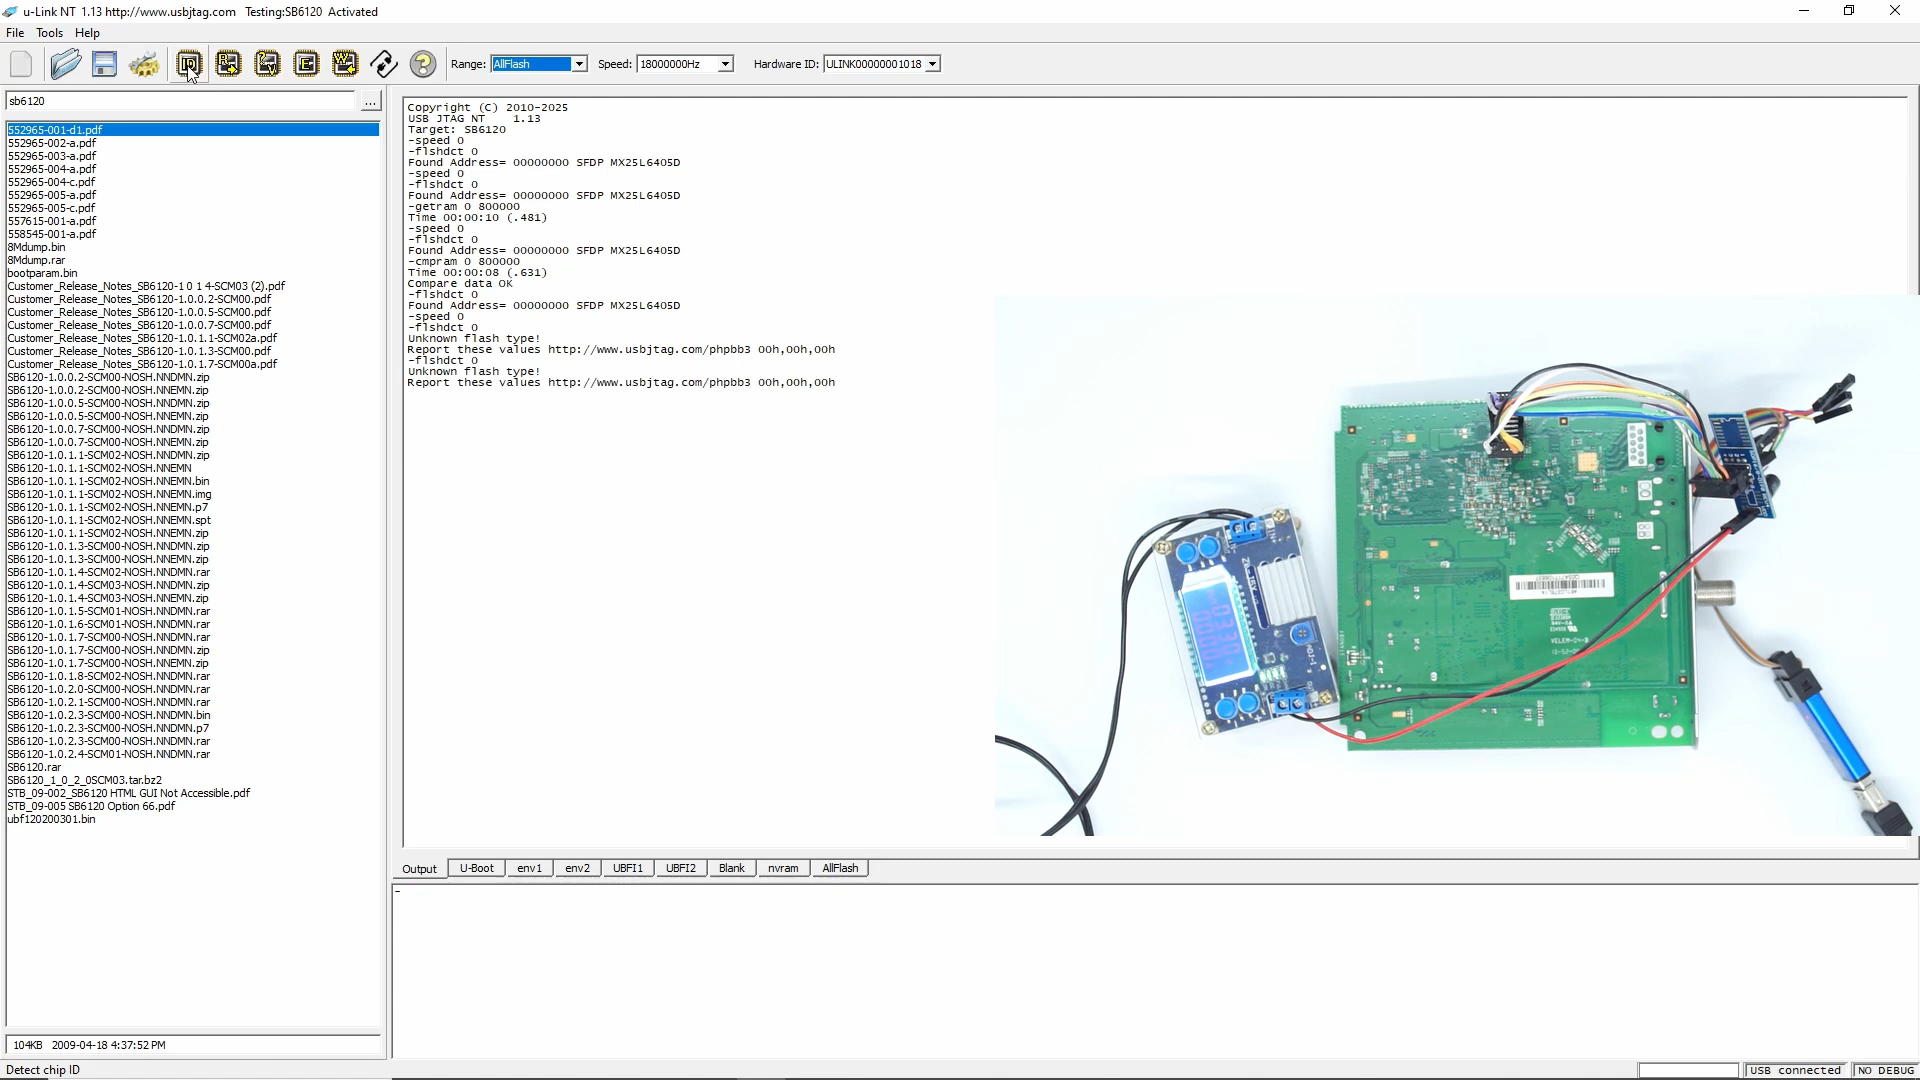 u-Link NT 1.13 http://www.usbjtag.com Testing:SB6120 Activated
File Tools Help
Range: AllFlash Speed: 18000000Hz Hardware ID: ULINK00000001018
sb6120
...
552965-001-d1.pdf
552965-002-a.pdf
552965-003-a.pdf
552965-004-a.pdf
552965-004-c.pdf
552965-005-a.pdf
552965-005-c.pdf
557615-001-a.pdf
558545-001-a.pdf
8Mdump.bin
8Mdump.rar
bootparam.bin
Customer_Release_Notes_SB6120-1 0 1 4-SCM03 (2).pdf
Customer_Release_Notes_SB6120-1.0.0.2-SCM00.pdf
Customer_Release_Notes_SB6120-1.0.0.5-SCM00.pdf
Customer_Release_Notes_SB6120-1.0.0.7-SCM00.pdf
Customer_Release_Notes_SB6120-1.0.1.1-SCM02a.pdf
Customer_Release_Notes_SB6120-1.0.1.3-SCM00.pdf
Customer_Release_Notes_SB6120-1.0.1.7-SCM00a.pdf
SB6120-1.0.0.2-SCM00-NOSH.NNDMN.zip
SB6120-1.0.0.2-SCM00-NOSH.NNEMN.zip
SB6120-1.0.0.5-SCM00-NOSH.NNDMN.zip
SB6120-1.0.0.5-SCM00-NOSH.NNEMN.zip
SB6120-1.0.0.7-SCM00-NOSH.NNDMN.zip
SB6120-1.0.0.7-SCM00-NOSH.NNEMN.zip
SB6120-1.0.1.1-SCM02-NOSH.NNDMN.zip
SB6120-1.0.1.1-SCM02-NOSH.NNEMN
SB6120-1.0.1.1-SCM02-NOSH.NNEMN.bin
SB6120-1.0.1.1-SCM02-NOSH.NNEMN.img
SB6120-1.0.1.1-SCM02-NOSH.NNEMN.p7
SB6120-1.0.1.1-SCM02-NOSH.NNEMN.spt
SB6120-1.0.1.1-SCM02-NOSH.NNEMN.zip
SB6120-1.0.1.3-SCM00-NOSH.NNDMN.zip
SB6120-1.0.1.3-SCM00-NOSH.NNEMN.zip
SB6120-1.0.1.4-SCM02-NOSH.NNDMN.rar
SB6120-1.0.1.4-SCM03-NOSH.NNDMN.zip
SB6120-1.0.1.4-SCM03-NOSH.NNEMN.zip
SB6120-1.0.1.5-SCM01-NOSH.NNDMN.rar
SB6120-1.0.1.6-SCM01-NOSH.NNDMN.rar
SB6120-1.0.1.7-SCM00-NOSH.NNDMN.rar
SB6120-1.0.1.7-SCM00-NOSH.NNDMN.zip
SB6120-1.0.1.7-SCM00-NOSH.NNEMN.zip
SB6120-1.0.1.8-SCM02-NOSH.NNDMN.rar
SB6120-1.0.2.0-SCM00-NOSH.NNDMN.rar
SB6120-1.0.2.1-SCM00-NOSH.NNDMN.rar
SB6120-1.0.2.3-SCM00-NOSH.NNDMN.bin
SB6120-1.0.2.3-SCM00-NOSH.NNDMN.p7
SB6120-1.0.2.3-SCM00-NOSH.NNDMN.rar
SB6120-1.0.2.4-SCM01-NOSH.NNDMN.rar
SB6120.rar
SB6120_1_0_2_0SCM03.tar.bz2
STB_09-002_SB6120 HTML GUI Not Accessible.pdf
STB_09-005 SB6120 Option 66.pdf
ubf120200301.bin
104KB 2009-04-18 4:37:52 PM
Copyright (C) 2010-2025
USB JTAG NT 1.13
Target: SB6120
-speed 0
-flshdct 0
Found Address= 00000000 SFDP MX25L6405D
-speed 0
-flshdct 0
Found Address= 00000000 SFDP MX25L6405D
-getram 0 800000
Time 00:00:10 (.481)
-speed 0
-flshdct 0
Found Address= 00000000 SFDP MX25L6405D
-cmpram 0 800000
Time 00:00:08 (.631)
Compare data OK
-flshdct 0
Found Address= 00000000 SFDP MX25L6405D
-speed 0
-flshdct 0
Unknown flash type!
Report these values http://www.usbjtag.com/phpbb3 00h,00h,00h
-flshdct 0
Unknown flash type!
Report these values http://www.usbjtag.com/phpbb3 00h,00h,00h
Output U-Boot env1 env2 UBFI1 UBFI2 Blank nvram AllFlash
-
Detect chip ID USB connected NO DEBUG